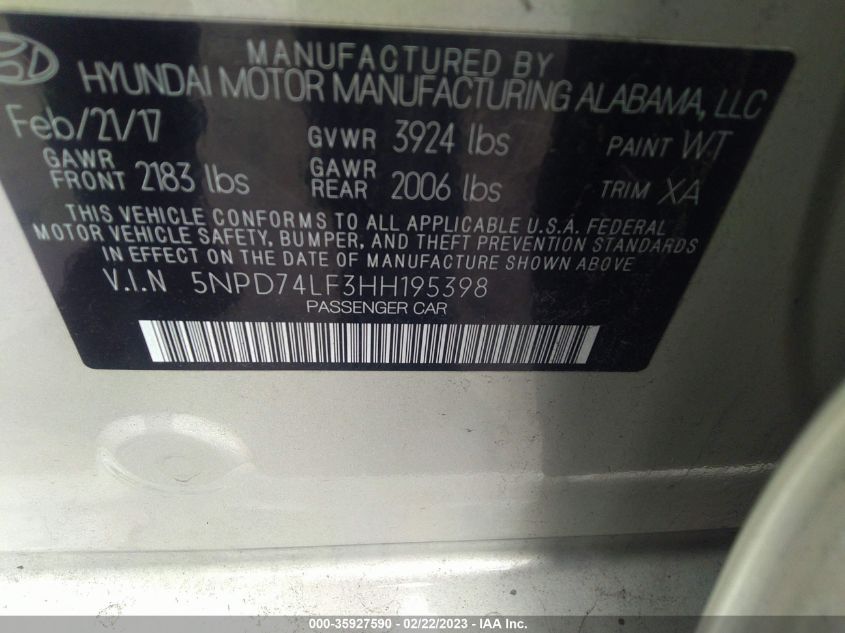 MANUFACTURED BY
HYUNDAI MOTOR MANUFACTURING ALABAMA, LLC
Feb/21/17 GVWR 3924 lbs PAINT WT
GAWR FRONT 2183 lbs GAWR REAR 2006 lbs TRIM XA
THIS VEHICLE CONFORMS TO ALL APPLICABLE U.S.A. FEDERAL
MOTOR VEHICLE SAFETY, BUMPER, AND THEFT PREVENTION STANDARDS
IN EFFECT ON THE DATE OF MANUFACTURE SHOWN ABOVE
V.I.N 5NPD74LF3HH195398
PASSENGER CAR
000-35927590 - 02/22/2023 - IAA Inc.